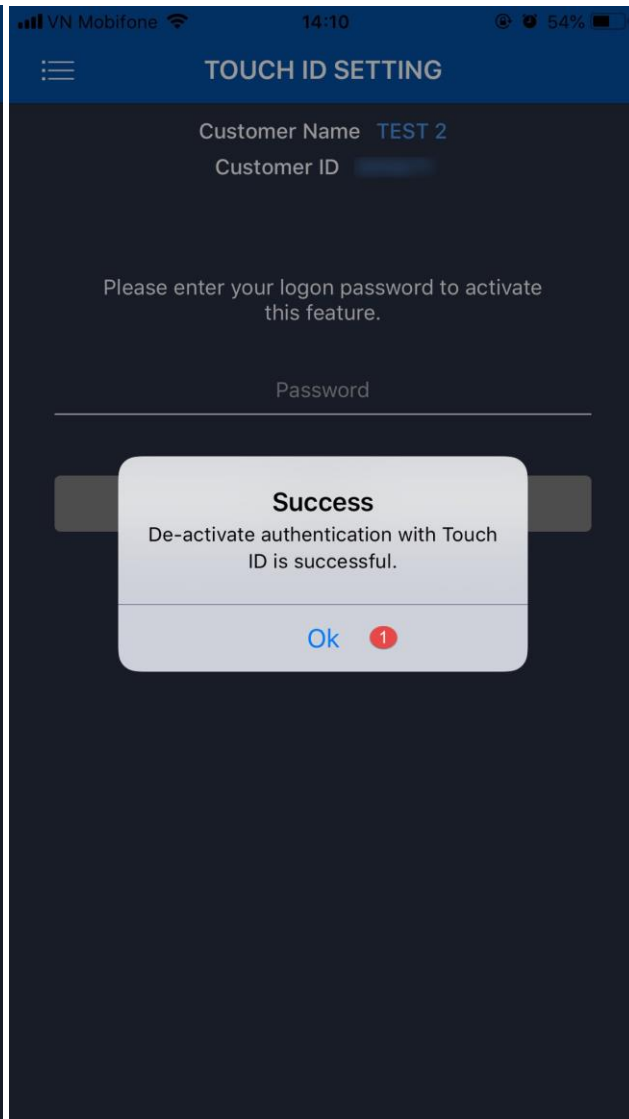 VN Mobifone 14:10 54%
TOUCH ID SETTING
Customer Name TEST 2
Customer ID
Please enter your logon password to activate
this feature.
Password
Success
De-activate authentication with Touch
ID is successful.
Ok 1